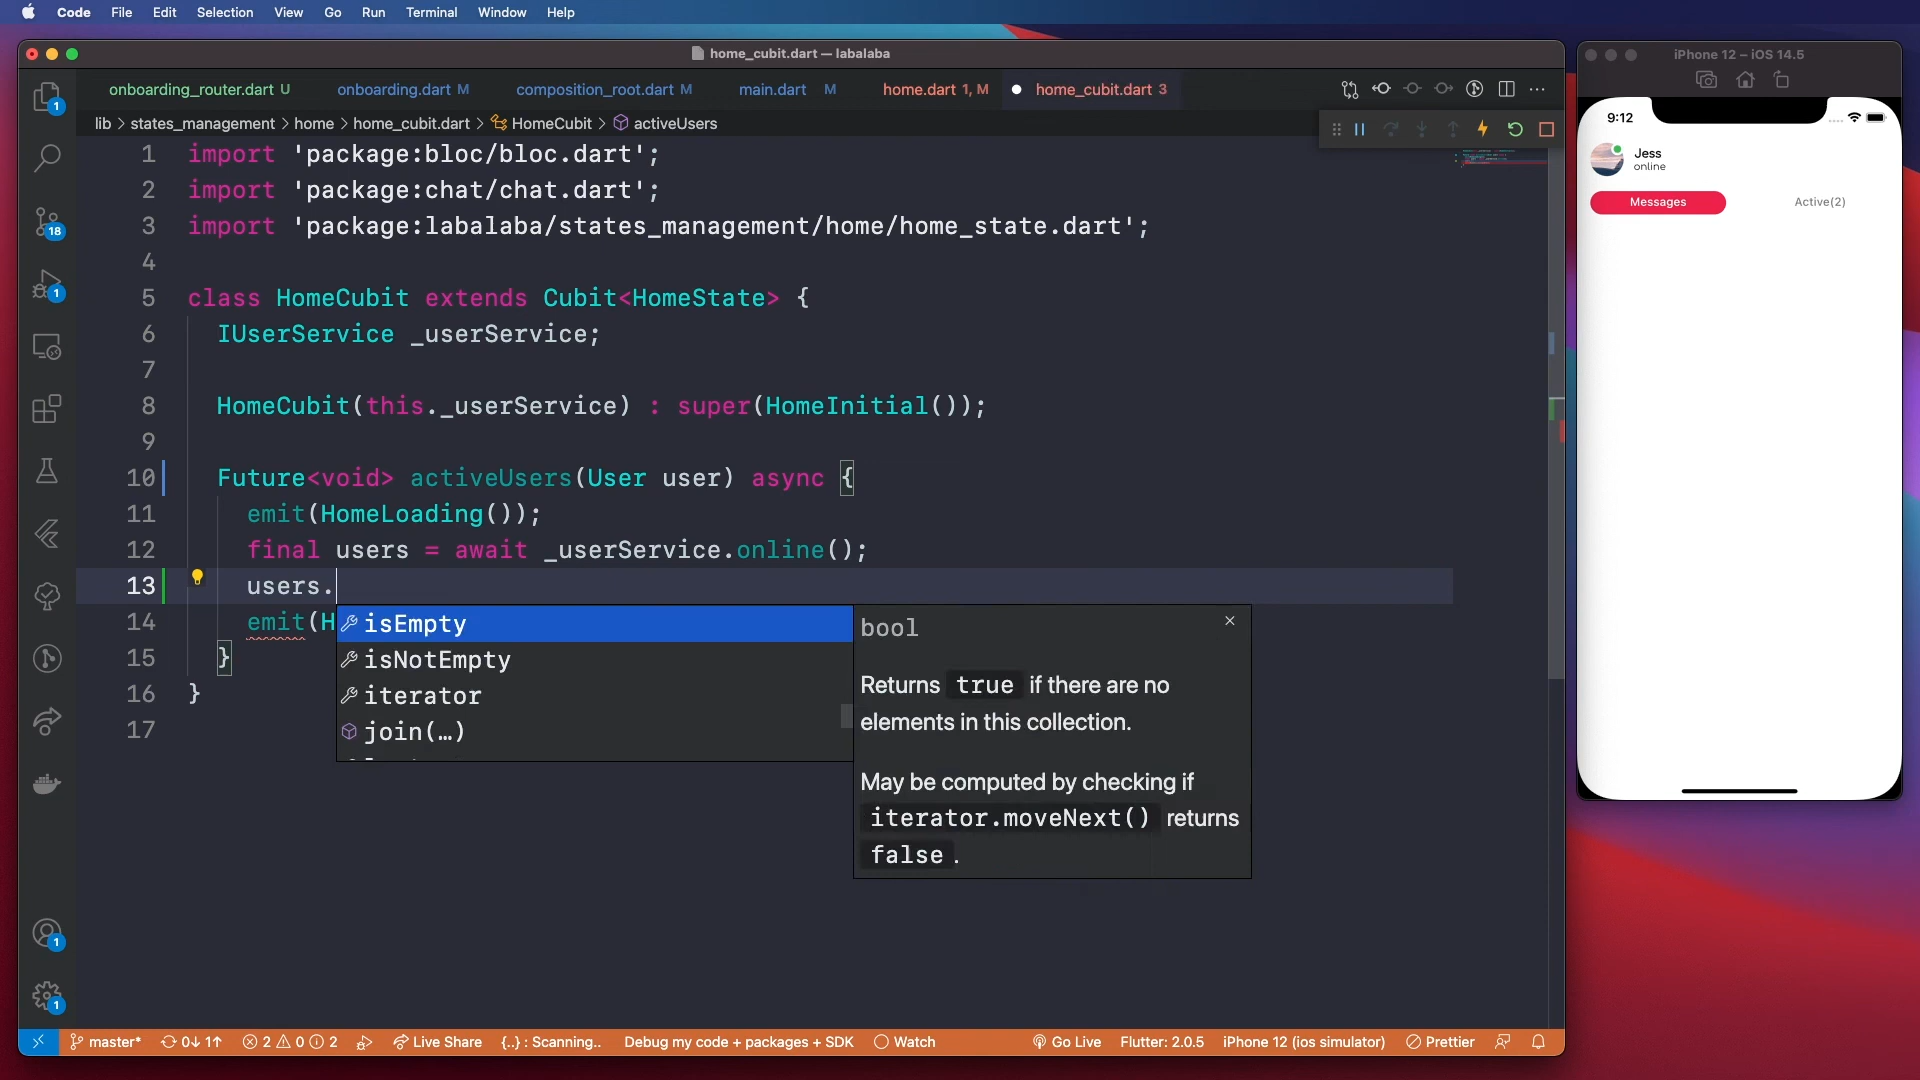 Code File Edit Selection View Go Run Terminal Window Help
home_cubit.dart — labalaba
onboarding_router.dart U onboarding.dart M composition_root.dart M main.dart M home.dart 1, M home_cubit.dart 3
lib > states_management > home > home_cubit.dart > HomeCubit > activeUsers
1 import 'package:bloc/bloc.dart';
2 import 'package:chat/chat.dart';
3 import 'package:labalaba/states_management/home/home_state.dart';
4
5 class HomeCubit extends Cubit<HomeState> {
6 IUserService _userService;
7
8 HomeCubit(this._userService) : super(HomeInitial());
9
10 Future<void> activeUsers(User user) async {
11 emit(HomeLoading());
12 final users = await _userService.online();
13 users.
14 emit(H
15 }
16 }
17
isEmpty
isNotEmpty
iterator
join(…)
bool
Returns true if there are no
elements in this collection.
May be computed by checking if
iterator.moveNext() returns
false .
1
18
1
1
1
master* 0↓ 1↑ 2 0 2 Live Share {..} : Scanning.. Debug my code + packages + SDK Watch Go Live Flutter: 2.0.5 iPhone 12 (ios simulator) Prettier
iPhone 12 – iOS 14.5
9:12
Jess
online
Messages Active(2)